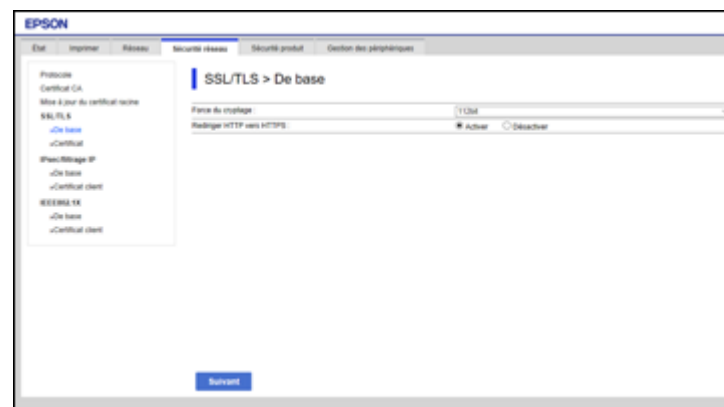 EPSON
État Imprimer Réseau Sécurité réseau Sécurité produit Gestion des périphériques
Protocole
Certificat CA
Mise à jour du certificat racine
SSL/TLS
»De base
»Certificat
IPsec/filtrage IP
»De base
»Certificat client
IEEE802.1X
»De base
»Certificat client
SSL/TLS > De base
Force du cryptage : 112bit
Rediriger HTTP vers HTTPS : Activer Désactiver
Suivant